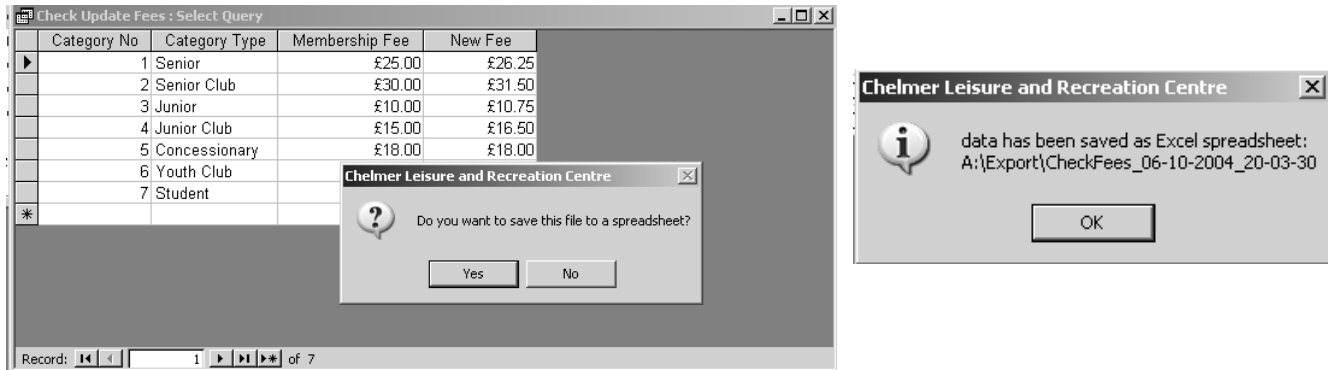 Check Update Fees : Select Query
Category No Category Type Membership Fee New Fee
1 Senior £25.00 £26.25
2 Senior Club £30.00 £31.50
3 Junior £10.00 £10.75
4 Junior Club £15.00 £16.50
5 Concessionary £18.00 £18.00
6 Youth Club
7 Student
Chelmer Leisure and Recreation Centre
Do you want to save this file to a spreadsheet?
Yes No
Record: 1 of 7
Chelmer Leisure and Recreation Centre
data has been saved as Excel spreadsheet:
A:\Export\CheckFees_06-10-2004_20-03-30
OK